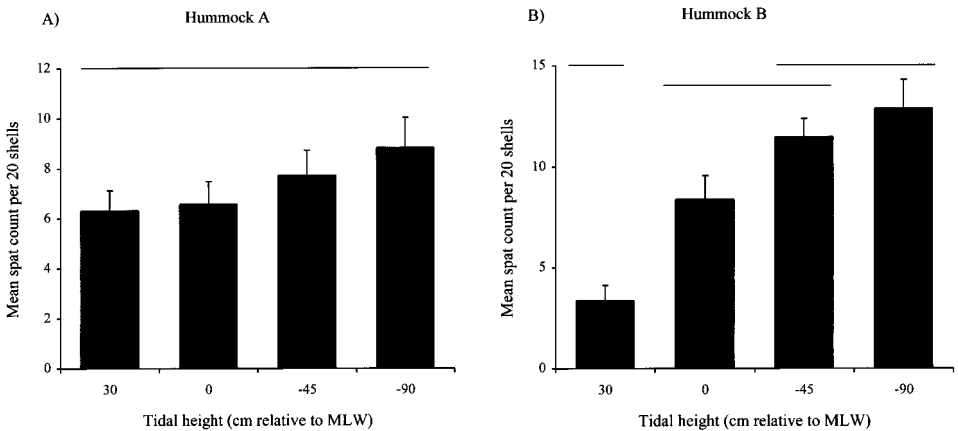 A)
Hummock A
Mean spat count per 20 shells
12
10
8
6
4
2
0
30
0
-45
-90
Tidal height (cm relative to MLW)
B)
Hummock B
Mean spat count per 20 shells
15
10
5
0
30
0
-45
-90
Tidal height (cm relative to MLW)